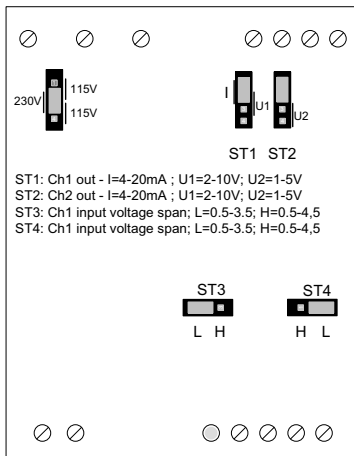 115V
230V
115V
I
U1
U2
ST1 ST2
ST1: Ch1 out - I=4-20mA ; U1=2-10V; U2=1-5V
ST2: Ch2 out - I=4-20mA ; U1=2-10V; U2=1-5V
ST3: Ch1 input voltage span; L=0.5-3.5; H=0.5-4,5
ST4: Ch1 input voltage span; L=0.5-3.5; H=0.5-4,5
ST3 ST4
L H H L